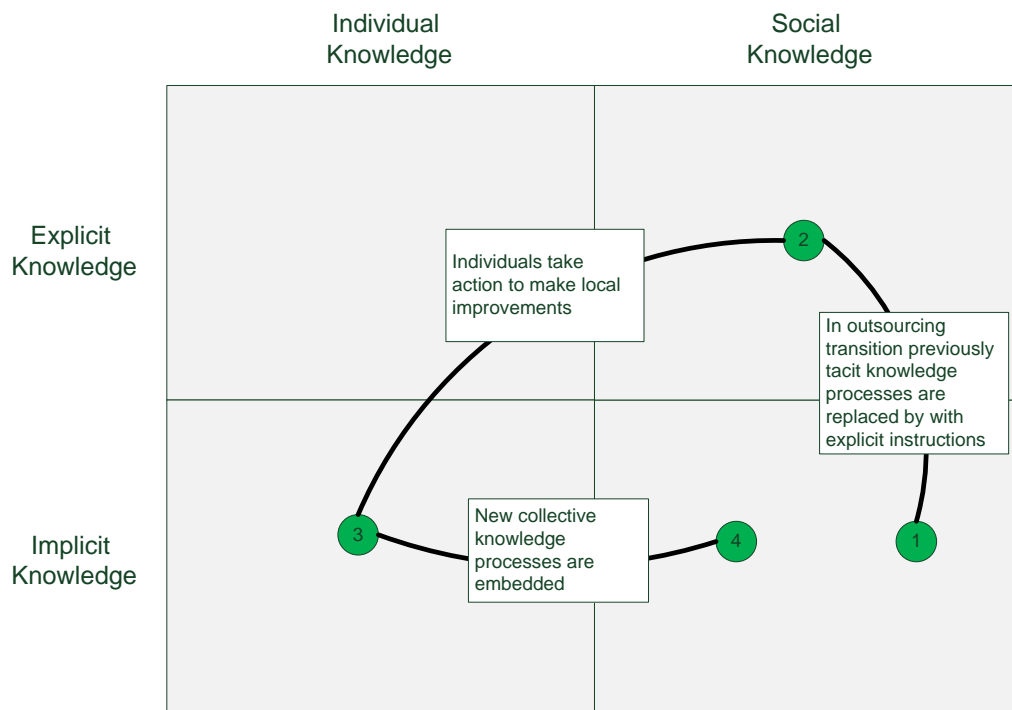 Individual
Knowledge
Social
Knowledge
Explicit
Knowledge
2
Individuals take
action to make local
improvements
In outsourcing
transition previously
tacit knowledge
processes are
replaced by with
explicit instructions
Implicit
Knowledge
3
New collective
knowledge
processes are
embedded
4
1